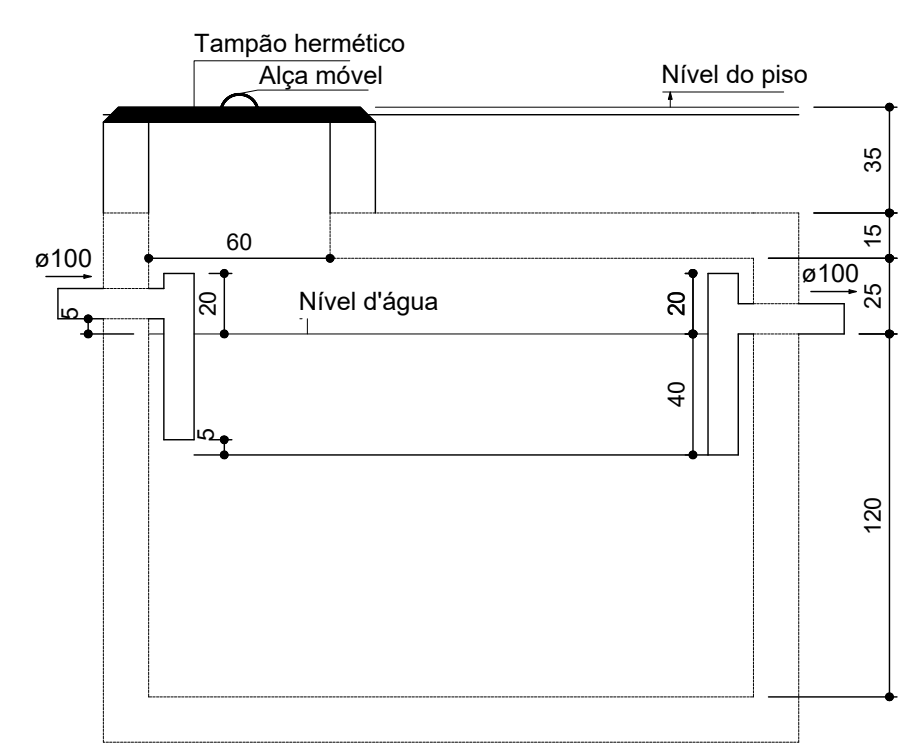 Tampão hermético
Alça móvel
Nível do piso
35
15
60
ø100
ø100
25
20
20
5
Nível d'água
40
5
120